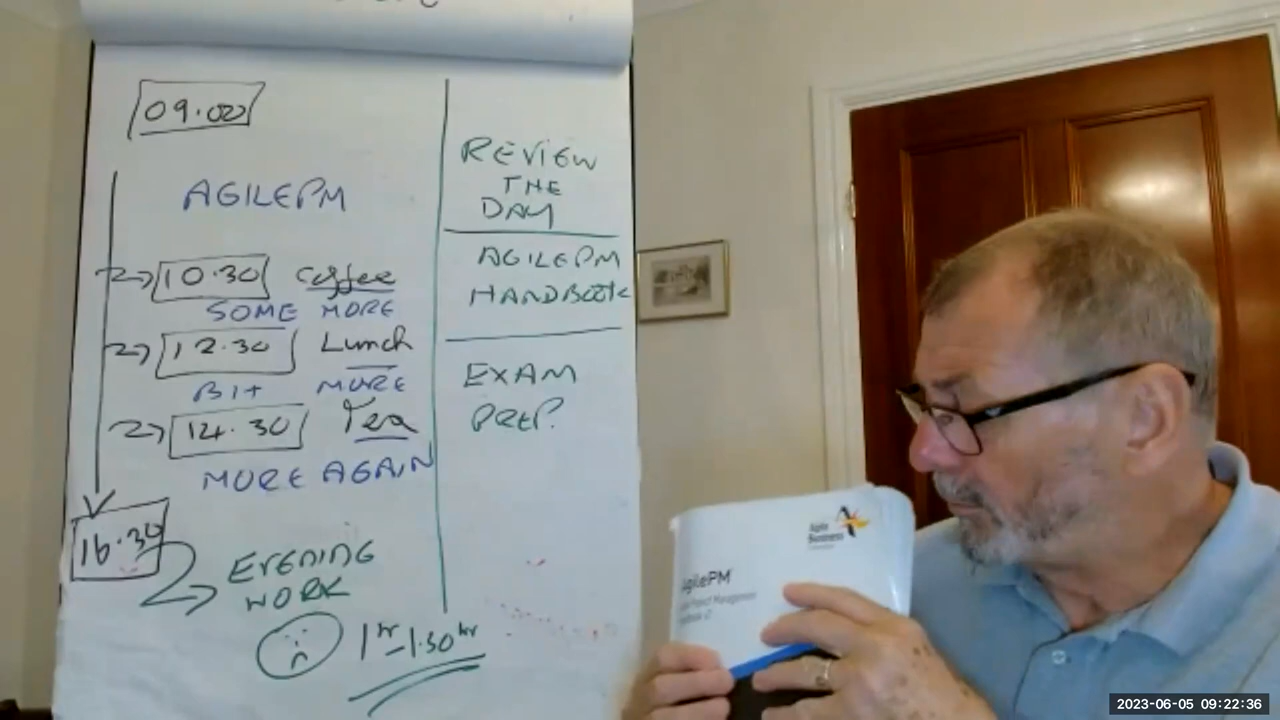 09.00
AGILEPM
10.30 Coffee
SOME MORE
12.30 Lunch
BIT MORE
14.30 Tea
MORE AGAIN
16.30
EVENING
WORK
1hr-1.30hr
REVIEW
THE
DAY
AGILEPM
HANDBOOK
EXAM
PREP.
Agile
Business
AgilePM
2023-06-05 09:22:36